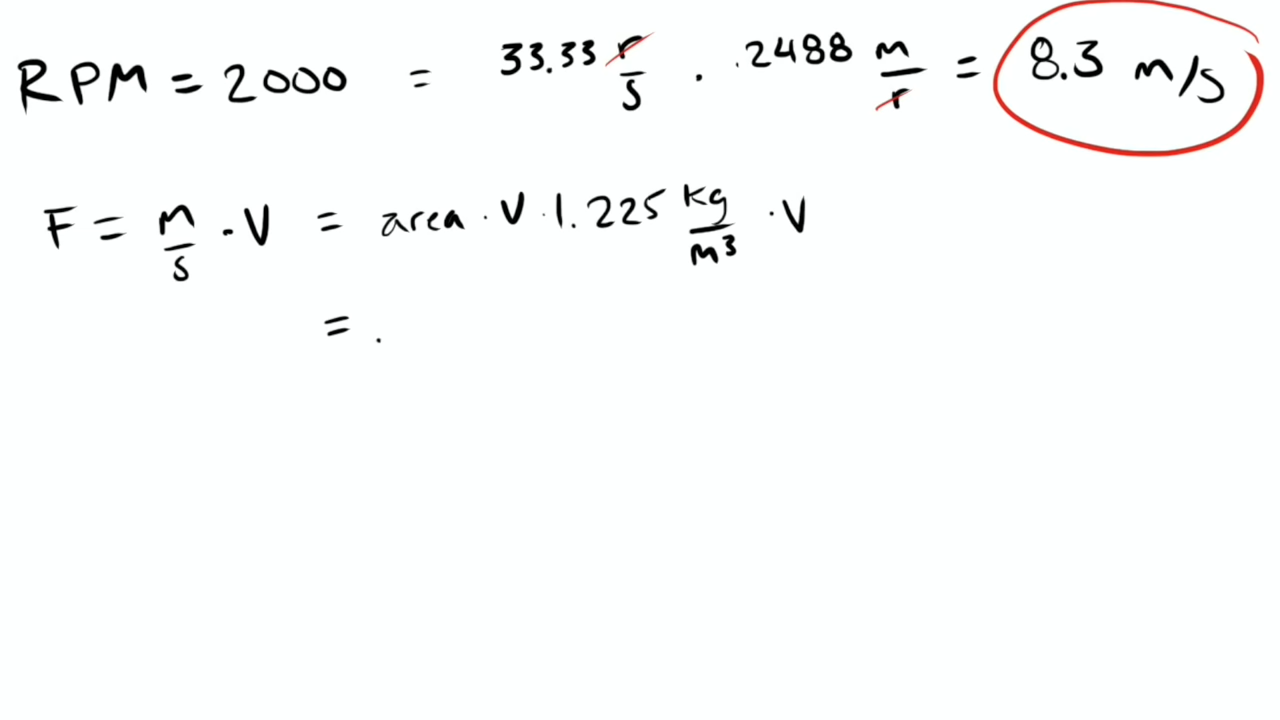 RPM = 2000 = 33.33 r/s · .2488 m/r = 8.3 m/s
F = m/s · V = area · V · 1.225 kg/m³ · V
= .